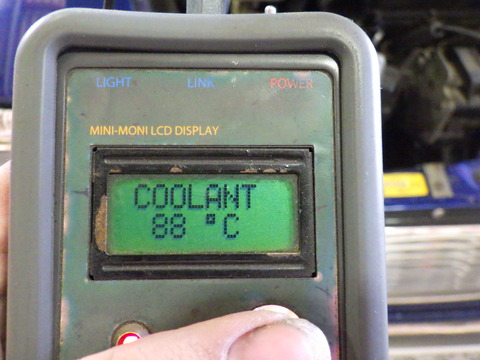 LIGHT LINK POWER
MINI-MONI LCD DISPLAY
COOLANT
88 °C